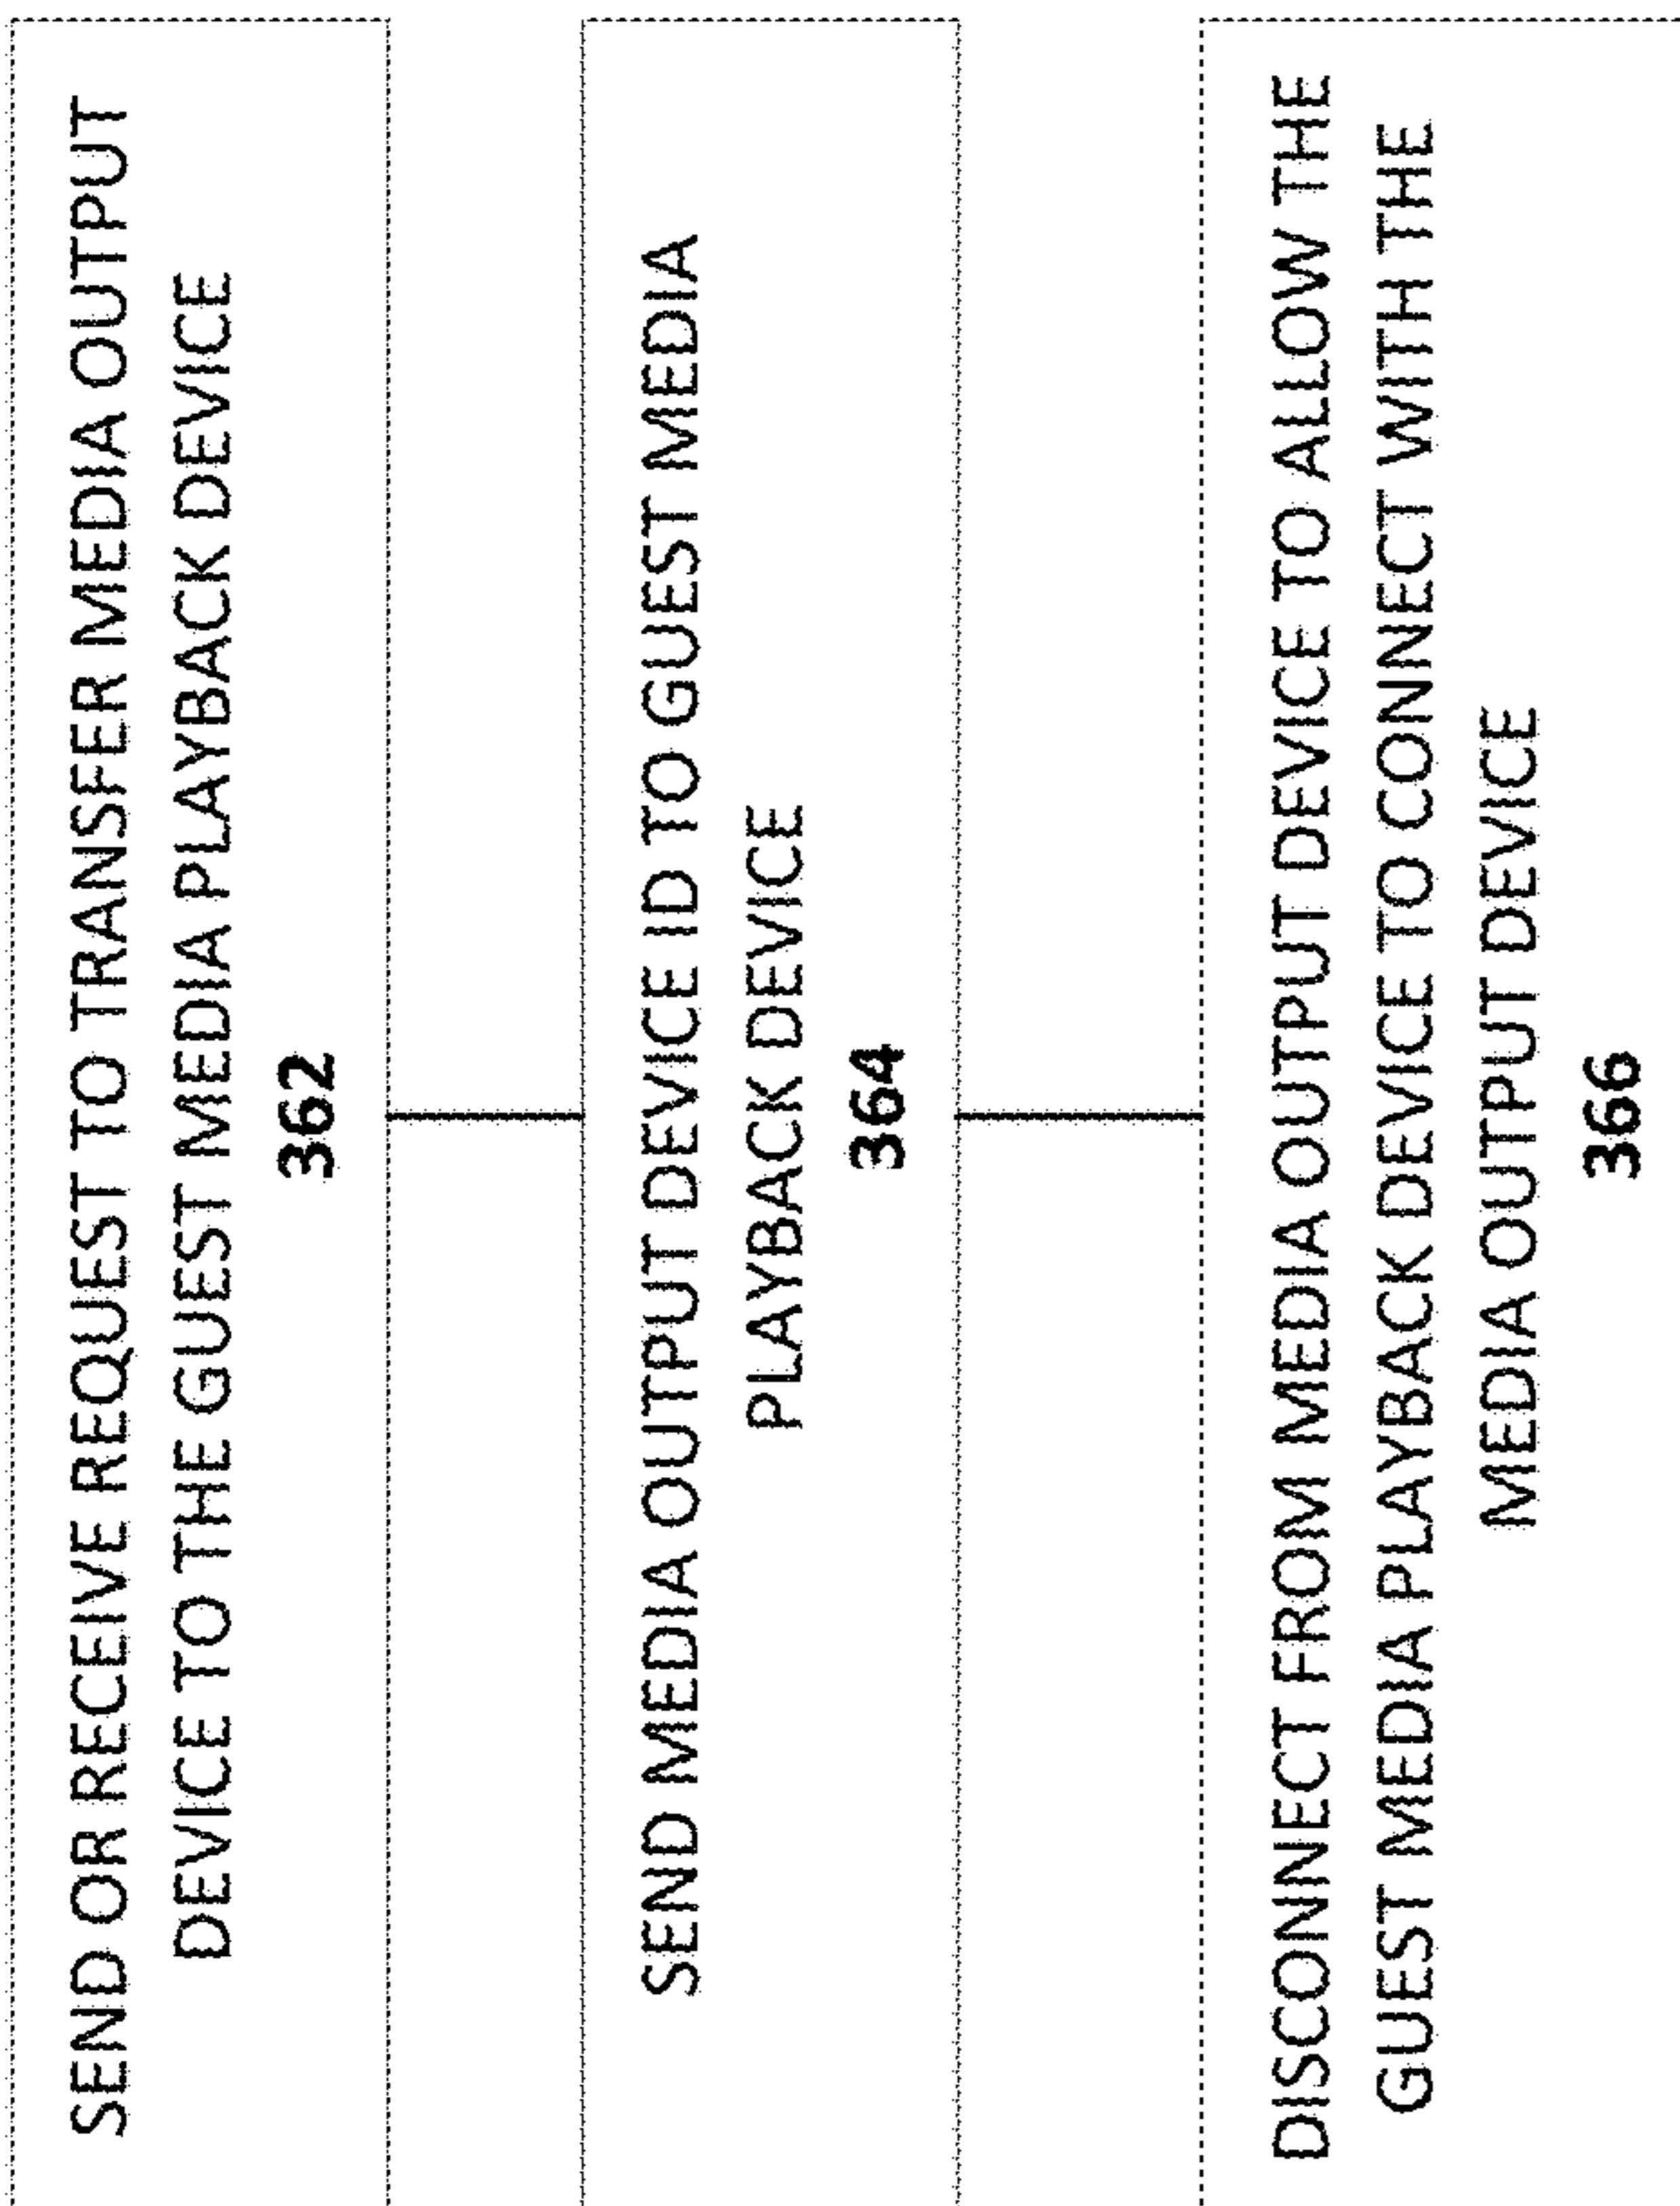 SEND OR RECEIVE REQUEST TO TRANSFER MEDIA OUTPUT
DEVICE TO THE GUEST MEDIA PLAYBACK DEVICE
362
SEND MEDIA OUTPUT DEVICE ID TO GUEST MEDIA
PLAYBACK DEVICE
364
DISCONNECT FROM MEDIA OUTPUT DEVICE TO ALLOW THE
GUEST MEDIA PLAYBACK DEVICE TO CONNECT WITH THE
MEDIA OUTPUT DEVICE
366